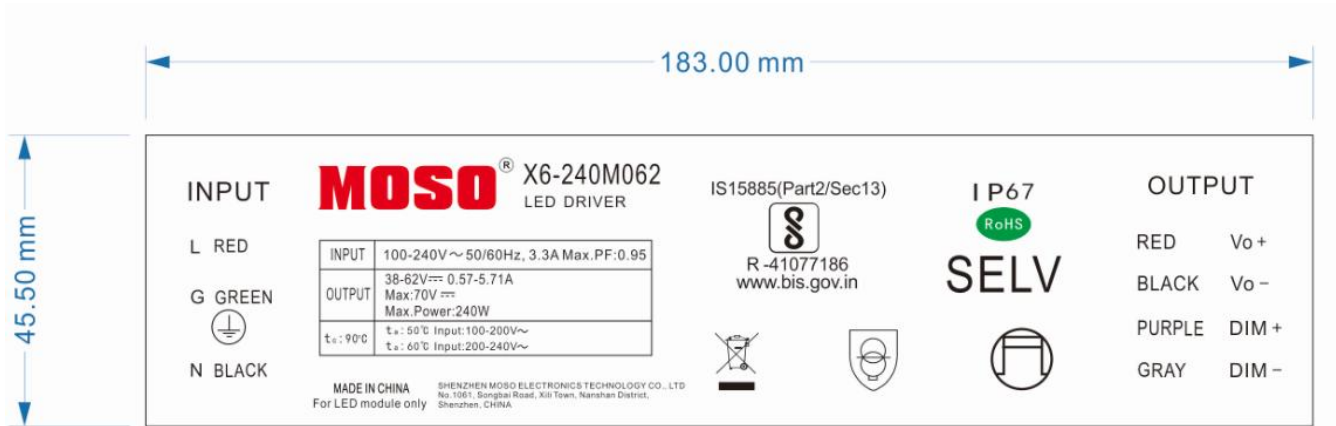 183.00 mm
45.50 mm
INPUT
L RED
G GREEN
N BLACK
MOSO® X6-240M062
LED DRIVER
INPUT 100-240V～50/60Hz, 3.3A Max.PF:0.95
OUTPUT 38-62V⎓ 0.57-5.71A
Max:70V ⎓
Max.Power:240W
tc:90℃ ta:50℃ Input:100-200V～
ta:60℃ Input:200-240V～
MADE IN CHINA
For LED module only
SHENZHEN MOSO ELECTRONICS TECHNOLOGY CO., LTD
No.1061, Songbai Road, Xili Town, Nanshan District,
Shenzhen, CHINA
IS15885(Part2/Sec13)
R-41077186
www.bis.gov.in
IP67
RoHS
SELV
OUTPUT
RED Vo+
BLACK Vo-
PURPLE DIM+
GRAY DIM-